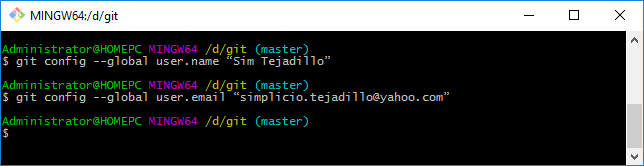 MINGW64:/d/git
Administrator@HOMEPC MINGW64 /d/git (master)
$ git config --global user.name “Sim Tejadillo”
Administrator@HOMEPC MINGW64 /d/git (master)
$ git config --global user.email “simplicio.tejadillo@yahoo.com”
Administrator@HOMEPC MINGW64 /d/git (master)
$